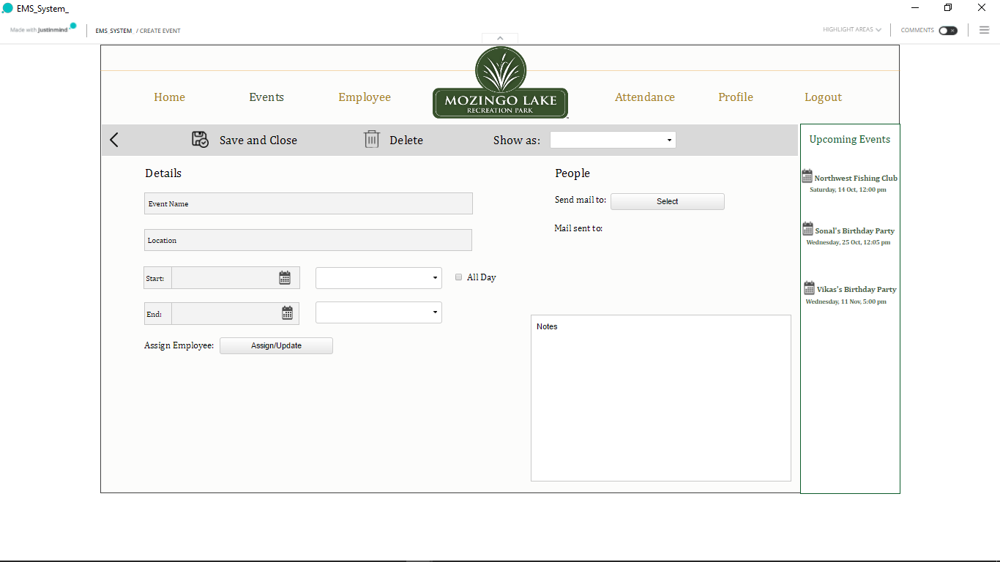 EMS_System_
Made with justinmind
EMS_SYSTEM / CREATE EVENT
HIGHLIGHT AREAS
COMMENTS
Home
Events
Employee
MOZINGO LAKE
RECREATION PARK
Attendance
Profile
Logout
Save and Close
Delete
Show as:
Upcoming Events
Details
People
Northwest Fishing Club
Saturday, 14 Oct, 12:00 pm
Event Name
Send mail to:
Select
Mail sent to:
Sonal's Birthday Party
Wednesday, 25 Oct, 12:05 pm
Location
Start:
All Day
Vikas's Birthday Party
Wednesday, 11 Nov, 5:00 pm
End:
Notes
Assign Employee:
Assign/Update